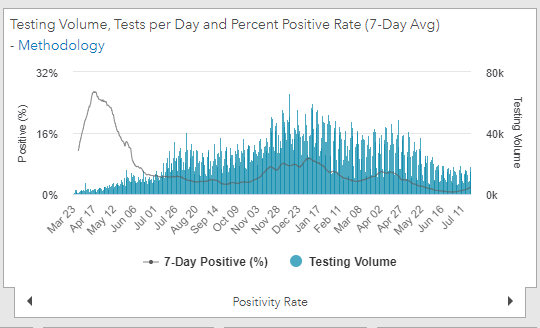 Testing Volume, Tests per Day and Percent Positive Rate (7-Day Avg)
- Methodology
32%
80k
16%
40k
0%
0k
Positive (%)
Testing Volume
Mar 23
Apr 17
May 12
Jun 06
Jul 01
Jul 26
Aug 20
Sep 14
Oct 09
Nov 03
Nov 28
Dec 23
Jan 17
Feb 11
Mar 08
Apr 02
Apr 27
May 22
Jun 16
Jul 11
7-Day Positive (%)
Testing Volume
Positivity Rate